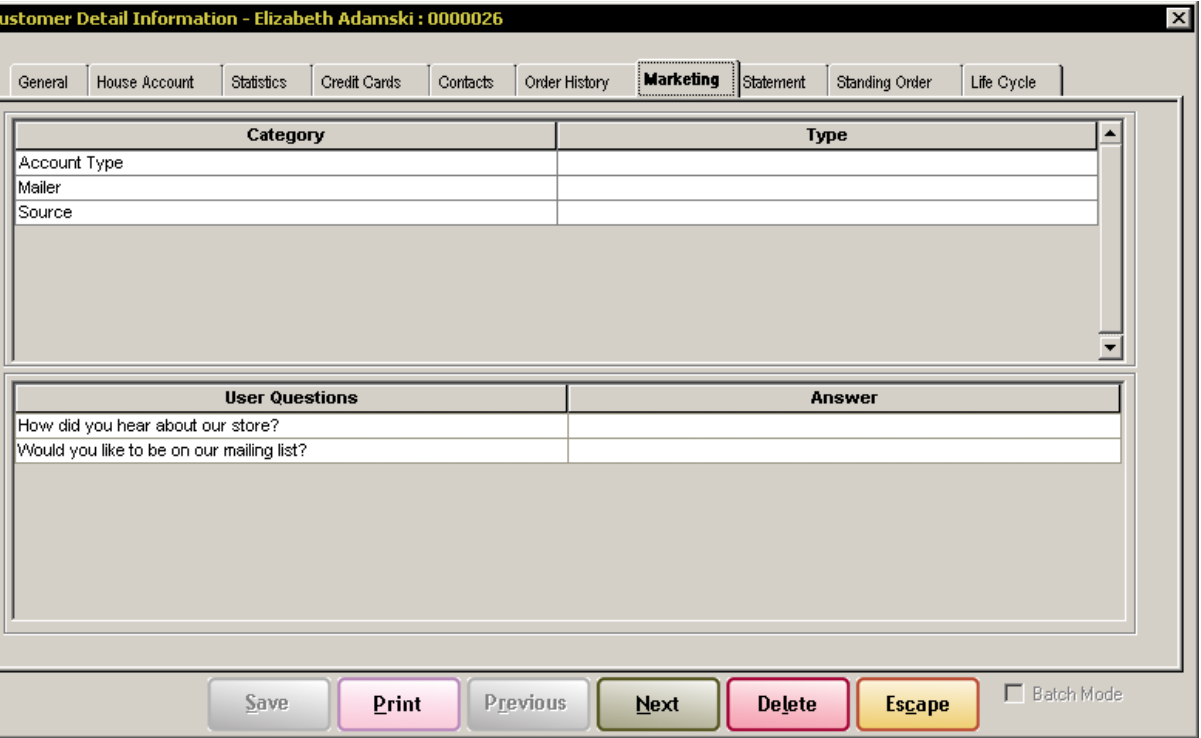 ustomer Detail Information - Elizabeth Adamski : 0000026
General House Account Statistics Credit Cards Contacts Order History Marketing Statement Standing Order Life Cycle
Category Type
Account Type
Mailer
Source
User Questions Answer
How did you hear about our store?
Would you like to be on our mailing list?
Save Print Previous Next Delete Escape Batch Mode